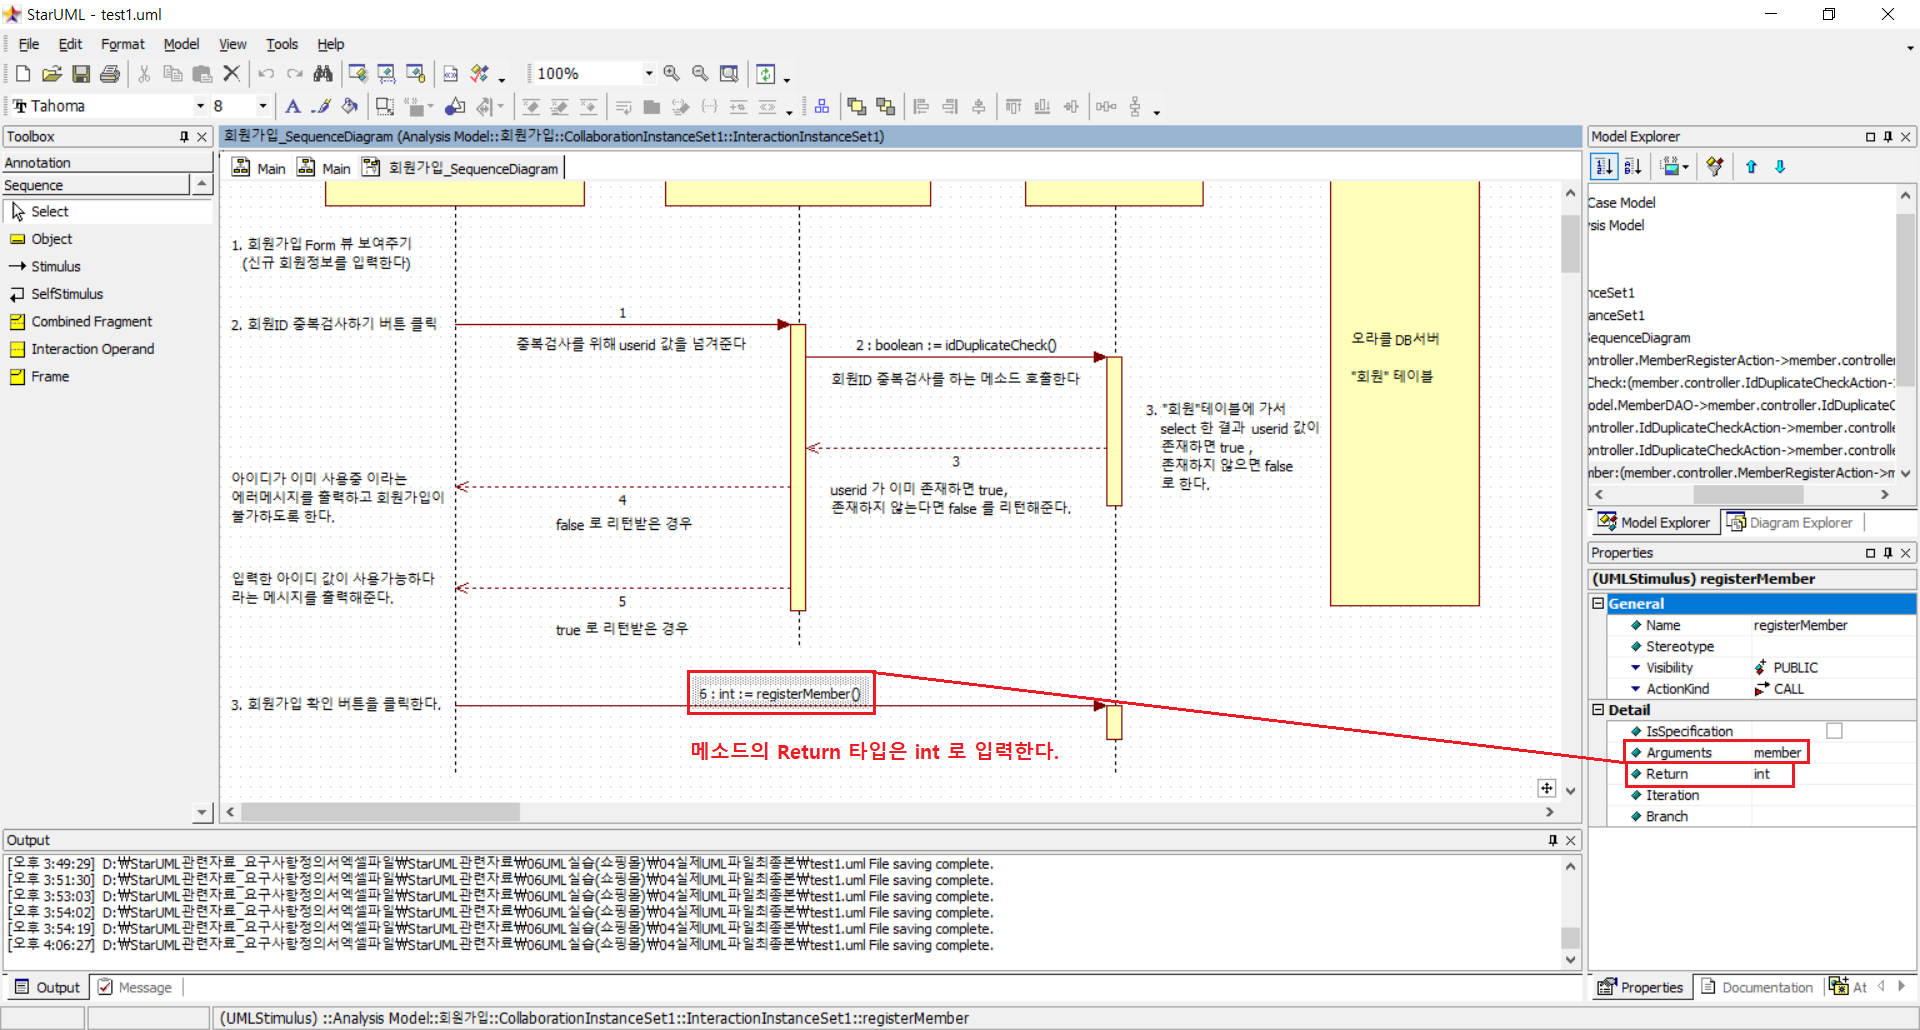 StarUML - test1.uml
File Edit Format Model View Tools Help
100%
Tahoma 8
Toolbox
Annotation
Sequence
Select
Object
Stimulus
SelfStimulus
Combined Fragment
Interaction Operand
Frame
회원가입_SequenceDiagram (Analysis Model::회원가입::CollaborationInstanceSet1::InteractionInstanceSet1)
Main Main 회원가입_SequenceDiagram
1. 회원가입 Form 뷰 보여주기
(신규 회원정보를 입력한다)
2. 회원ID 중복검사하기 버튼 클릭
1
중복검사를 위해 userid 값을 넘겨준다
2 : boolean := idDuplicateCheck()
회원ID 중복검사를 하는 메소드 호출한다
3. "회원"테이블에 가서
select 한 결과 userid 값이
존재하면 true ,
존재하지 않으면 false
로 한다.
3
userid 가 이미 존재하면 true,
존재하지 않는다면 false 를 리턴해준다.
아이디가 이미 사용중 이라는
에러메시지를 출력하고 회원가입이
불가하도록 한다.
4
false 로 리턴받은 경우
입력한 아이디 값이 사용가능하다
라는 메시지를 출력해준다.
5
true 로 리턴받은 경우
오라클 DB서버
"회원" 테이블
6 : int := registerMember()
3. 회원가입 확인 버튼을 클릭한다.
메소드의 Return 타입은 int 로 입력한다.
Model Explorer
Case Model
sis Model
nceSet1
anceSet1
SequenceDiagram
ontroller.MemberRegisterAction->member.controller
Check:(member.controller.IdDuplicateCheckAction-
odel.MemberDAO->member.controller.IdDuplicateC
ontroller.IdDuplicateCheckAction->member.controlle
ontroller.IdDuplicateCheckAction->member.controlle
mber:(member.controller.MemberRegisterAction->m
Model Explorer Diagram Explorer
Properties
(UMLStimulus) registerMember
General
Name registerMember
Stereotype
Visibility PUBLIC
ActionKind CALL
Detail
IsSpecification
Arguments member
Return int
Iteration
Branch
Properties Documentation At
Output
[오후 3:49:29] D:₩StarUML관련자료_요구사항정의서엑셀파일₩StarUML관련자료₩06UML실습(쇼핑몰)₩04실제UML파일최종본₩test1.uml File saving complete.
[오후 3:51:30] D:₩StarUML관련자료_요구사항정의서엑셀파일₩StarUML관련자료₩06UML실습(쇼핑몰)₩04실제UML파일최종본₩test1.uml File saving complete.
[오후 3:53:03] D:₩StarUML관련자료_요구사항정의서엑셀파일₩StarUML관련자료₩06UML실습(쇼핑몰)₩04실제UML파일최종본₩test1.uml File saving complete.
[오후 3:54:02] D:₩StarUML관련자료_요구사항정의서엑셀파일₩StarUML관련자료₩06UML실습(쇼핑몰)₩04실제UML파일최종본₩test1.uml File saving complete.
[오후 3:54:19] D:₩StarUML관련자료_요구사항정의서엑셀파일₩StarUML관련자료₩06UML실습(쇼핑몰)₩04실제UML파일최종본₩test1.uml File saving complete.
[오후 4:06:27] D:₩StarUML관련자료_요구사항정의서엑셀파일₩StarUML관련자료₩06UML실습(쇼핑몰)₩04실제UML파일최종본₩test1.uml File saving complete.
Output Message
(UMLStimulus) ::Analysis Model::회원가입::CollaborationInstanceSet1::InteractionInstanceSet1::registerMember